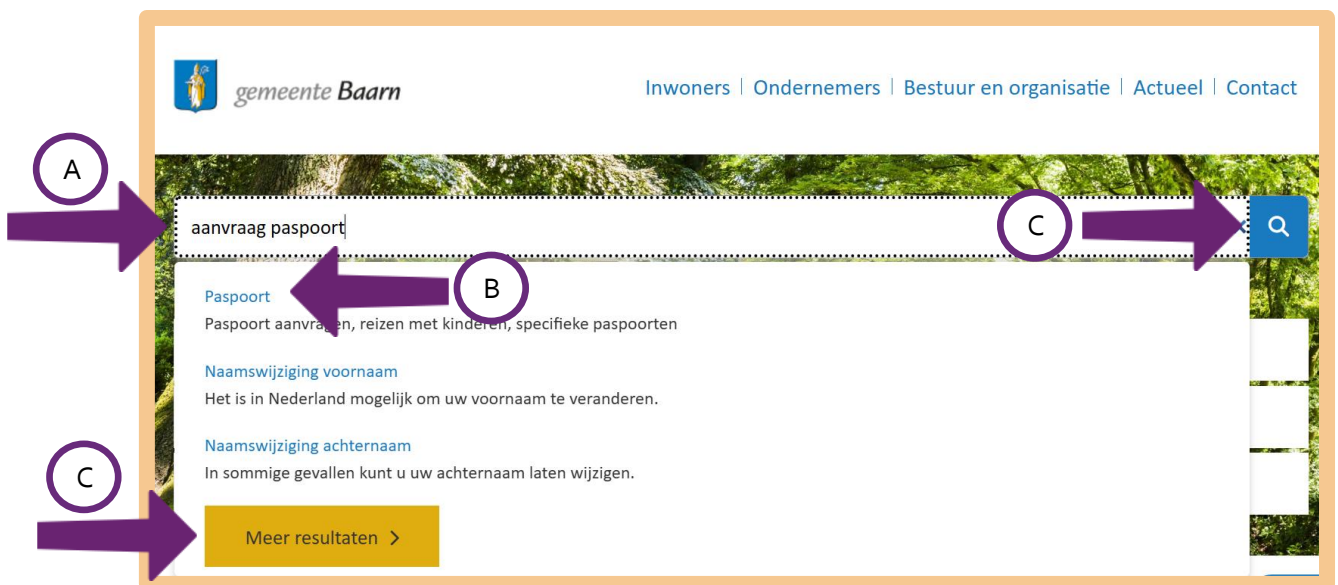 gemeente Baarn
Inwoners | Ondernemers | Bestuur en organisatie | Actueel | Contact
A
aanvraag paspoort
C
B
Paspoort
Paspoort aanvragen, reizen met kinderen, specifieke paspoorten
Naamswijziging voornaam
Het is in Nederland mogelijk om uw voornaam te veranderen.
Naamswijziging achternaam
In sommige gevallen kunt u uw achternaam laten wijzigen.
C
Meer resultaten >